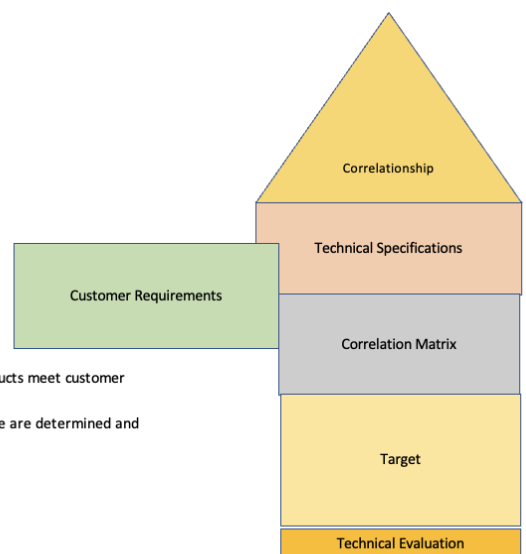 Correlationship
Technical Specifications
Customer Requirements
Correlation Matrix
ucts meet customer
e are determined and
Target
Technical Evaluation